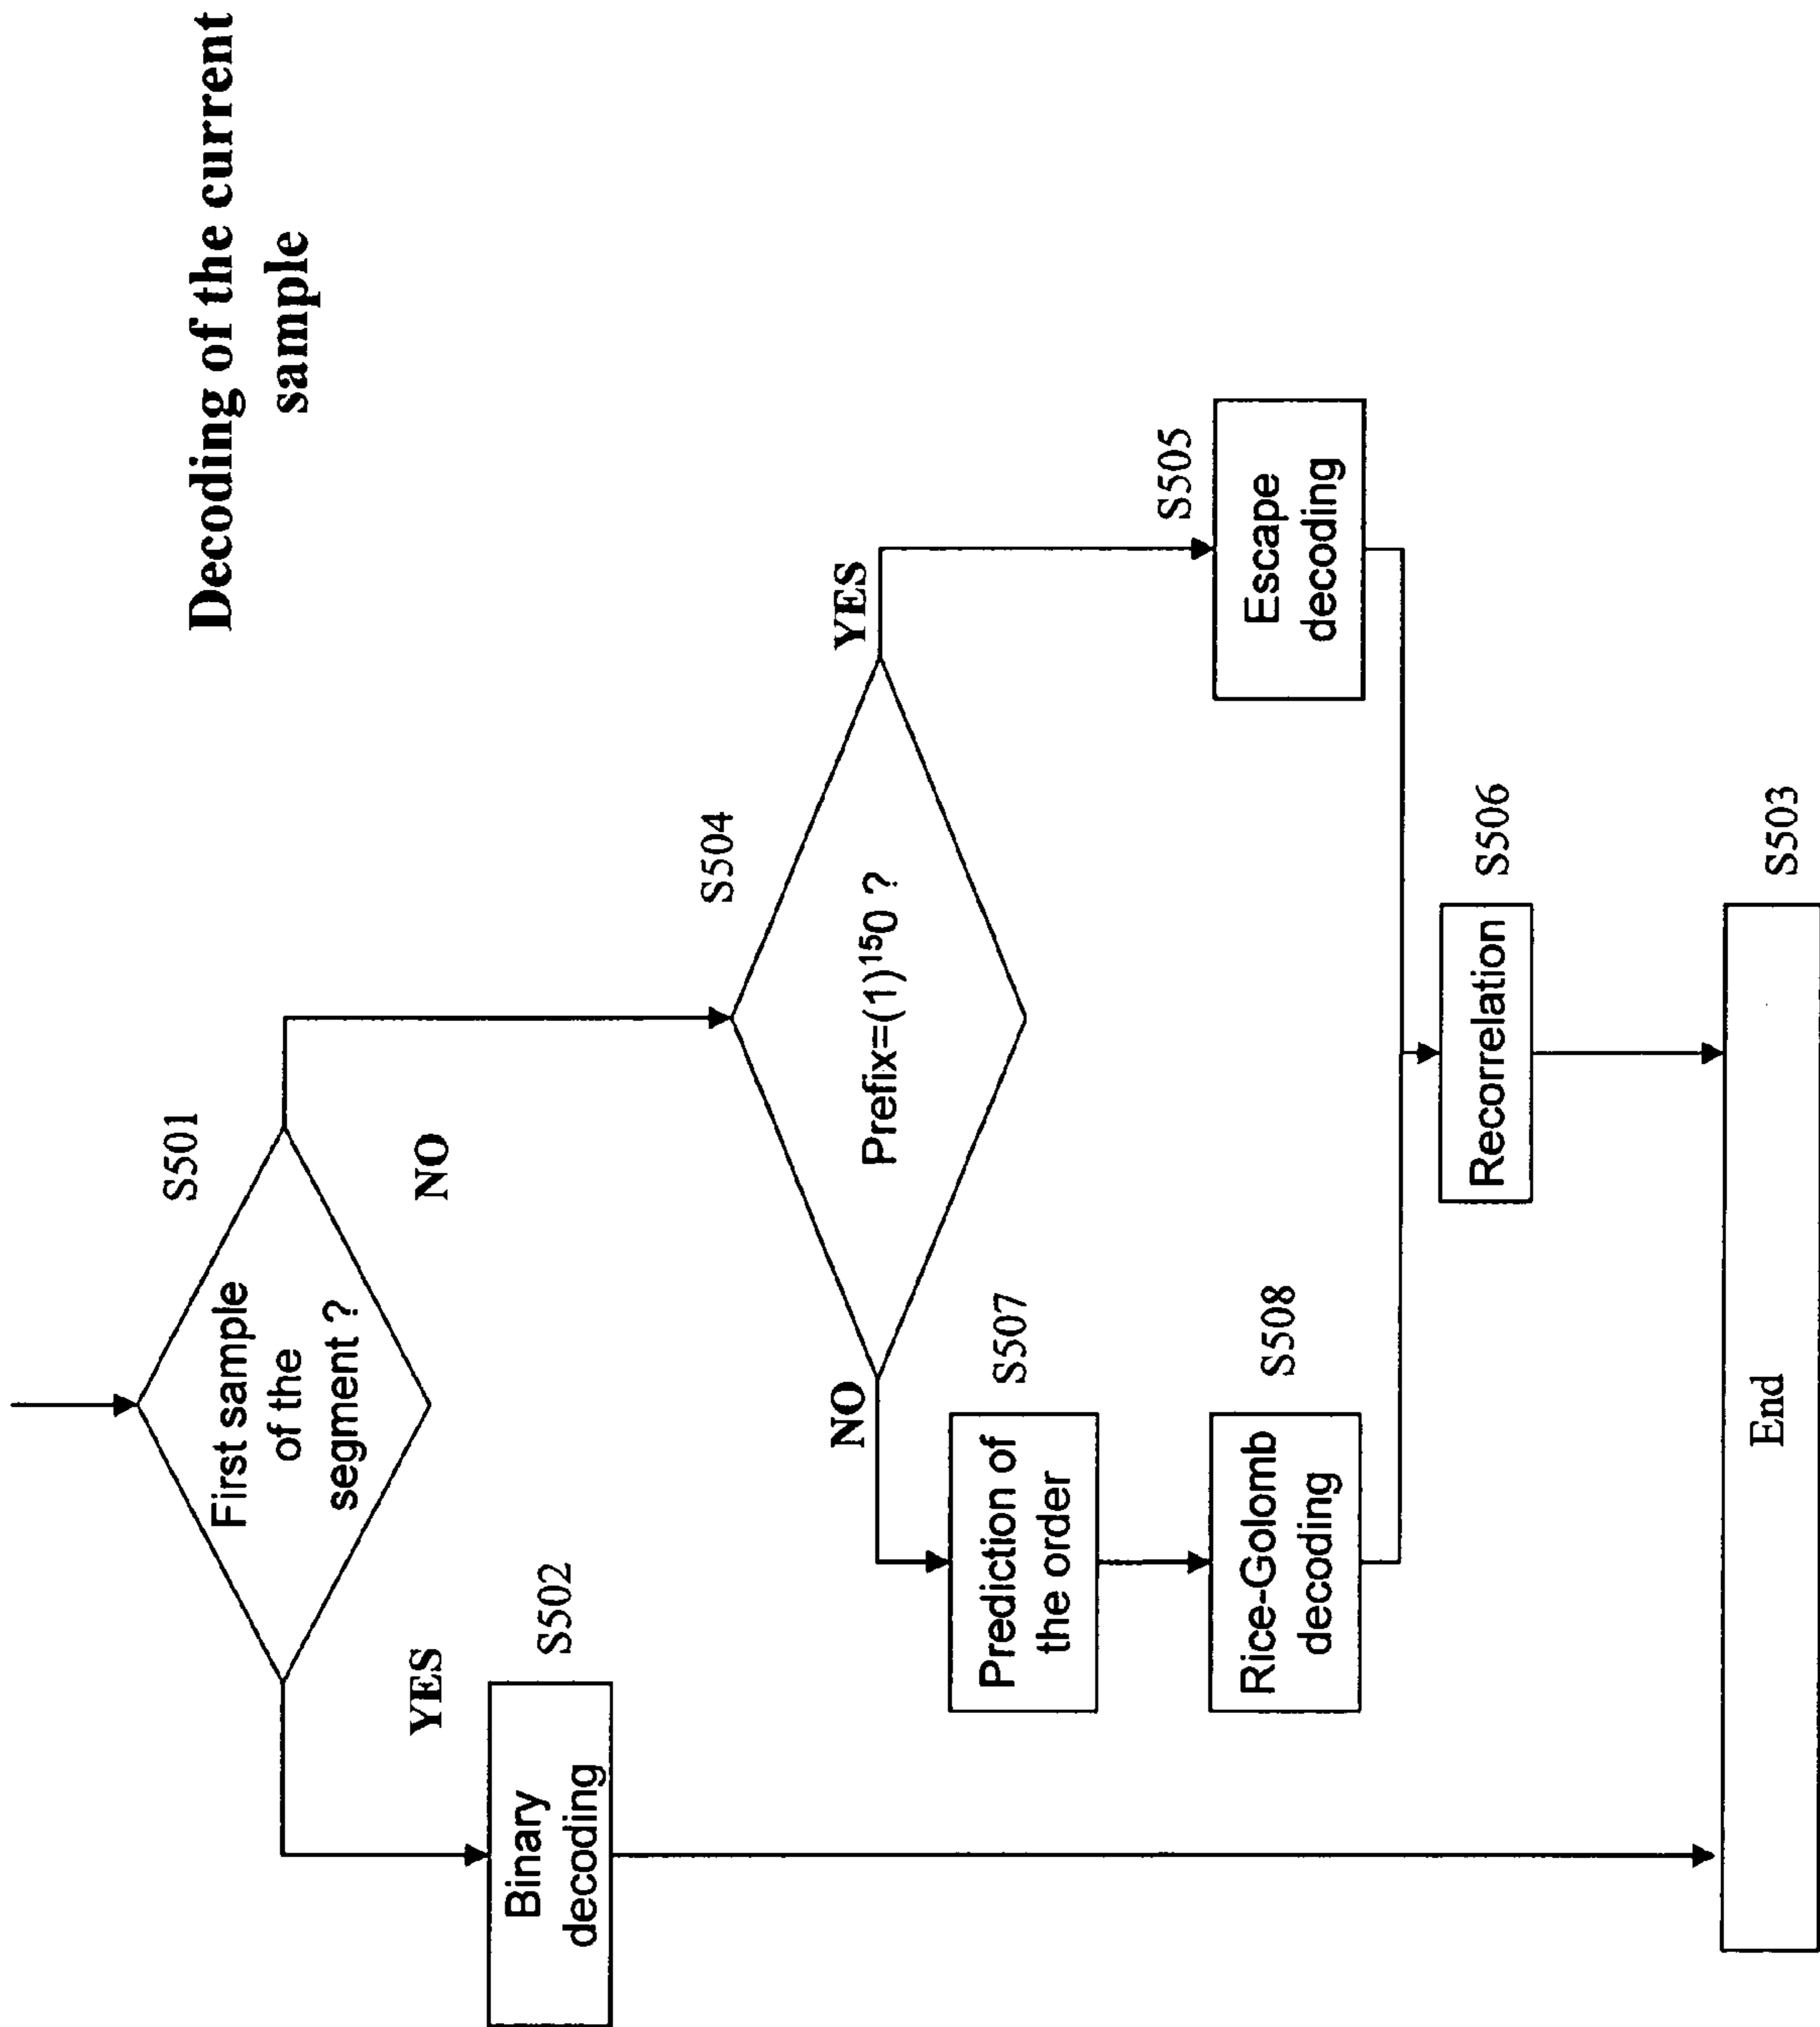 Decoding of the current
sample
S501
First sample
of the
segment ?
YES
NO
S502
Binary
decoding
S504
Prefix=(1)¹⁵0 ?
NO
YES
S507
Prediction of
the order
S505
Escape
decoding
S508
Rice-Golomb
decoding
S506
Recorrelation
S503
End